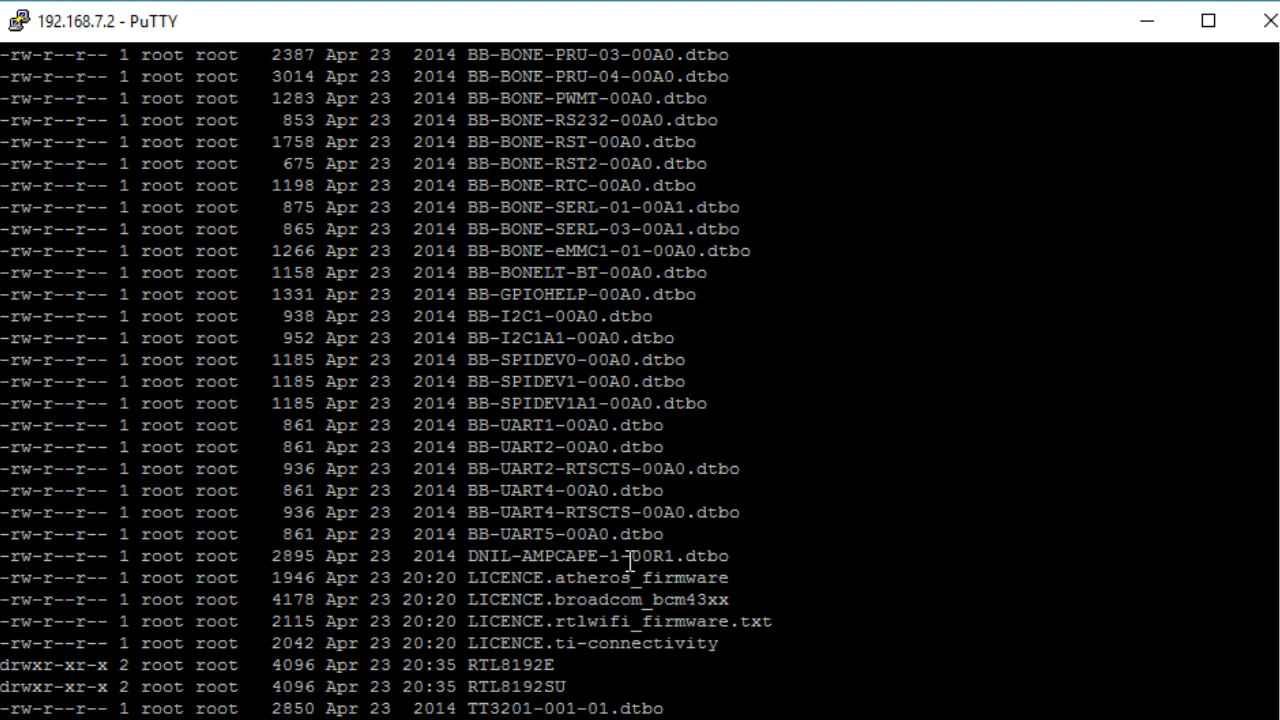 192.168.7.2 - PuTTY
-rw-r--r-- 1 root root   2387 Apr 23  2014 BB-BONE-PRU-03-00A0.dtbo
-rw-r--r-- 1 root root   3014 Apr 23  2014 BB-BONE-PRU-04-00A0.dtbo
-rw-r--r-- 1 root root   1283 Apr 23  2014 BB-BONE-PWMT-00A0.dtbo
-rw-r--r-- 1 root root    853 Apr 23  2014 BB-BONE-RS232-00A0.dtbo
-rw-r--r-- 1 root root   1758 Apr 23  2014 BB-BONE-RST-00A0.dtbo
-rw-r--r-- 1 root root    675 Apr 23  2014 BB-BONE-RST2-00A0.dtbo
-rw-r--r-- 1 root root   1198 Apr 23  2014 BB-BONE-RTC-00A0.dtbo
-rw-r--r-- 1 root root    875 Apr 23  2014 BB-BONE-SERL-01-00A1.dtbo
-rw-r--r-- 1 root root    865 Apr 23  2014 BB-BONE-SERL-03-00A1.dtbo
-rw-r--r-- 1 root root   1266 Apr 23  2014 BB-BONE-eMMC1-01-00A0.dtbo
-rw-r--r-- 1 root root   1158 Apr 23  2014 BB-BONELT-BT-00A0.dtbo
-rw-r--r-- 1 root root   1331 Apr 23  2014 BB-GPIOHELP-00A0.dtbo
-rw-r--r-- 1 root root    938 Apr 23  2014 BB-I2C1-00A0.dtbo
-rw-r--r-- 1 root root    952 Apr 23  2014 BB-I2C1A1-00A0.dtbo
-rw-r--r-- 1 root root   1185 Apr 23  2014 BB-SPIDEV0-00A0.dtbo
-rw-r--r-- 1 root root   1185 Apr 23  2014 BB-SPIDEV1-00A0.dtbo
-rw-r--r-- 1 root root   1185 Apr 23  2014 BB-SPIDEV1A1-00A0.dtbo
-rw-r--r-- 1 root root    861 Apr 23  2014 BB-UART1-00A0.dtbo
-rw-r--r-- 1 root root    861 Apr 23  2014 BB-UART2-00A0.dtbo
-rw-r--r-- 1 root root    936 Apr 23  2014 BB-UART2-RTSCTS-00A0.dtbo
-rw-r--r-- 1 root root    861 Apr 23  2014 BB-UART4-00A0.dtbo
-rw-r--r-- 1 root root    936 Apr 23  2014 BB-UART4-RTSCTS-00A0.dtbo
-rw-r--r-- 1 root root    861 Apr 23  2014 BB-UART5-00A0.dtbo
-rw-r--r-- 1 root root   2895 Apr 23  2014 DNIL-AMPCAPE-1-00R1.dtbo
-rw-r--r-- 1 root root   1946 Apr 23 20:20 LICENCE.atheros_firmware
-rw-r--r-- 1 root root   4178 Apr 23 20:20 LICENCE.broadcom_bcm43xx
-rw-r--r-- 1 root root   2115 Apr 23 20:20 LICENCE.rtlwifi_firmware.txt
-rw-r--r-- 1 root root   2042 Apr 23 20:20 LICENCE.ti-connectivity
drwxr-xr-x 2 root root   4096 Apr 23 20:35 RTL8192E
drwxr-xr-x 2 root root   4096 Apr 23 20:35 RTL8192SU
-rw-r--r-- 1 root root   2850 Apr 23  2014 TT3201-001-01.dtbo